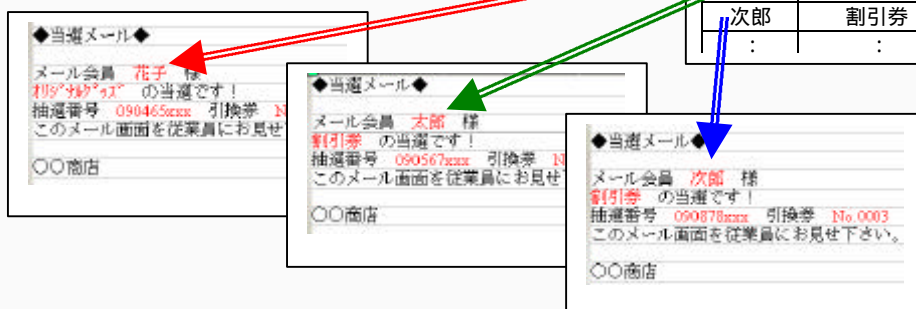 次郎 割引券
: :
◆当選メール◆
メール会員 花子 様
ｵﾘｼﾞﾅﾙｸﾞｯｽﾞ の当選です！
抽選番号 090465xxx 引換券 N
このメール画面を従業員にお見せ
〇〇商店
◆当選メール◆
メール会員 太郎 様
割引券 の当選です！
抽選番号 090567xxx 引換券 N
このメール画面を従業員にお見せ
〇〇商店
◆当選メール◆
メール会員 次郎 様
割引券 の当選です！
抽選番号 090878xxx 引換券 No.0003
このメール画面を従業員にお見せ下さい。
〇〇商店